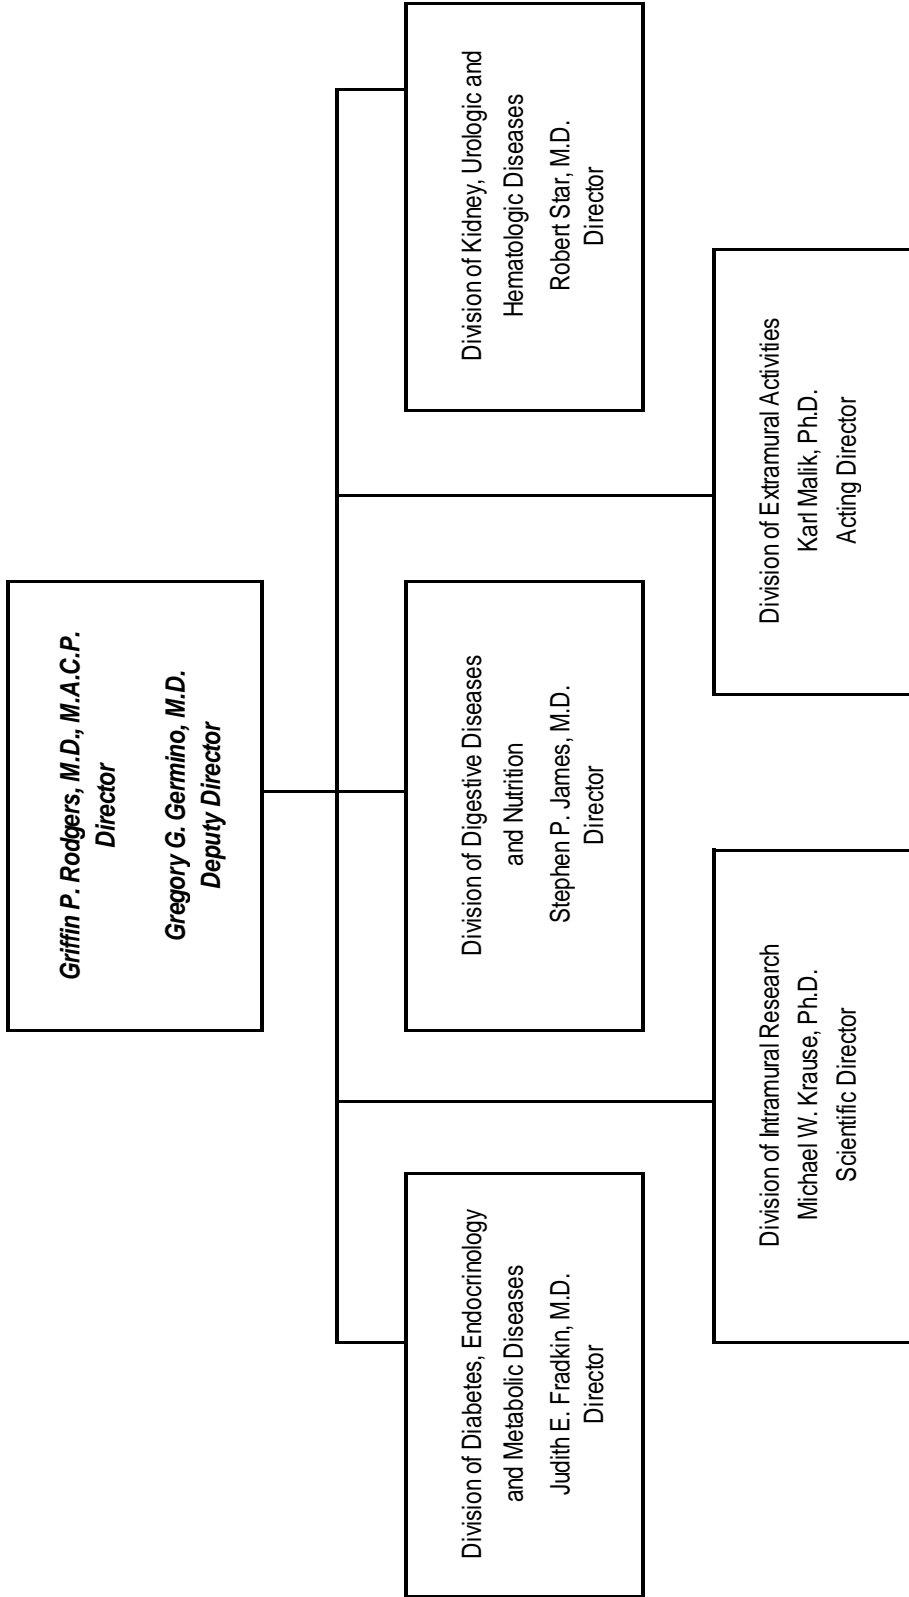 Griffin P. Rodgers, M.D., M.A.C.P.
Director
Gregory G. Germino, M.D.
Deputy Director
Division of Diabetes, Endocrinology
and Metabolic Diseases
Judith E. Fradkin, M.D.
Director
Division of Digestive Diseases
and Nutrition
Stephen P. James, M.D.
Director
Division of Kidney, Urologic and
Hematologic Diseases
Robert Star, M.D.
Director
Division of Intramural Research
Michael W. Krause, Ph.D.
Scientific Director
Division of Extramural Activities
Karl Malik, Ph.D.
Acting Director